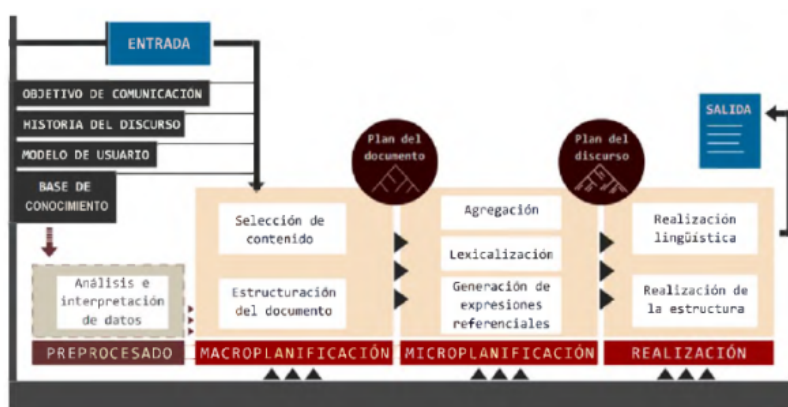 ENTRADA
OBJETIVO DE COMUNICACIÓN
HISTORIA DEL DISCURSO
MODELO DE USUARIO
BASE DE
CONOCIMIENTO
Análisis e
interpretación
de datos
PREPROCESADO
Selección de
contenido
Estructuración
del documento
MACROPLANIFICACIÓN
Plan del
documento
Agregación
Lexicalización
Generación de
expresiones
referenciales
MICROPLANIFICACIÓN
Plan del
discurso
Realización
lingüística
Realización de
la estructura
REALIZACIÓN
SALIDA